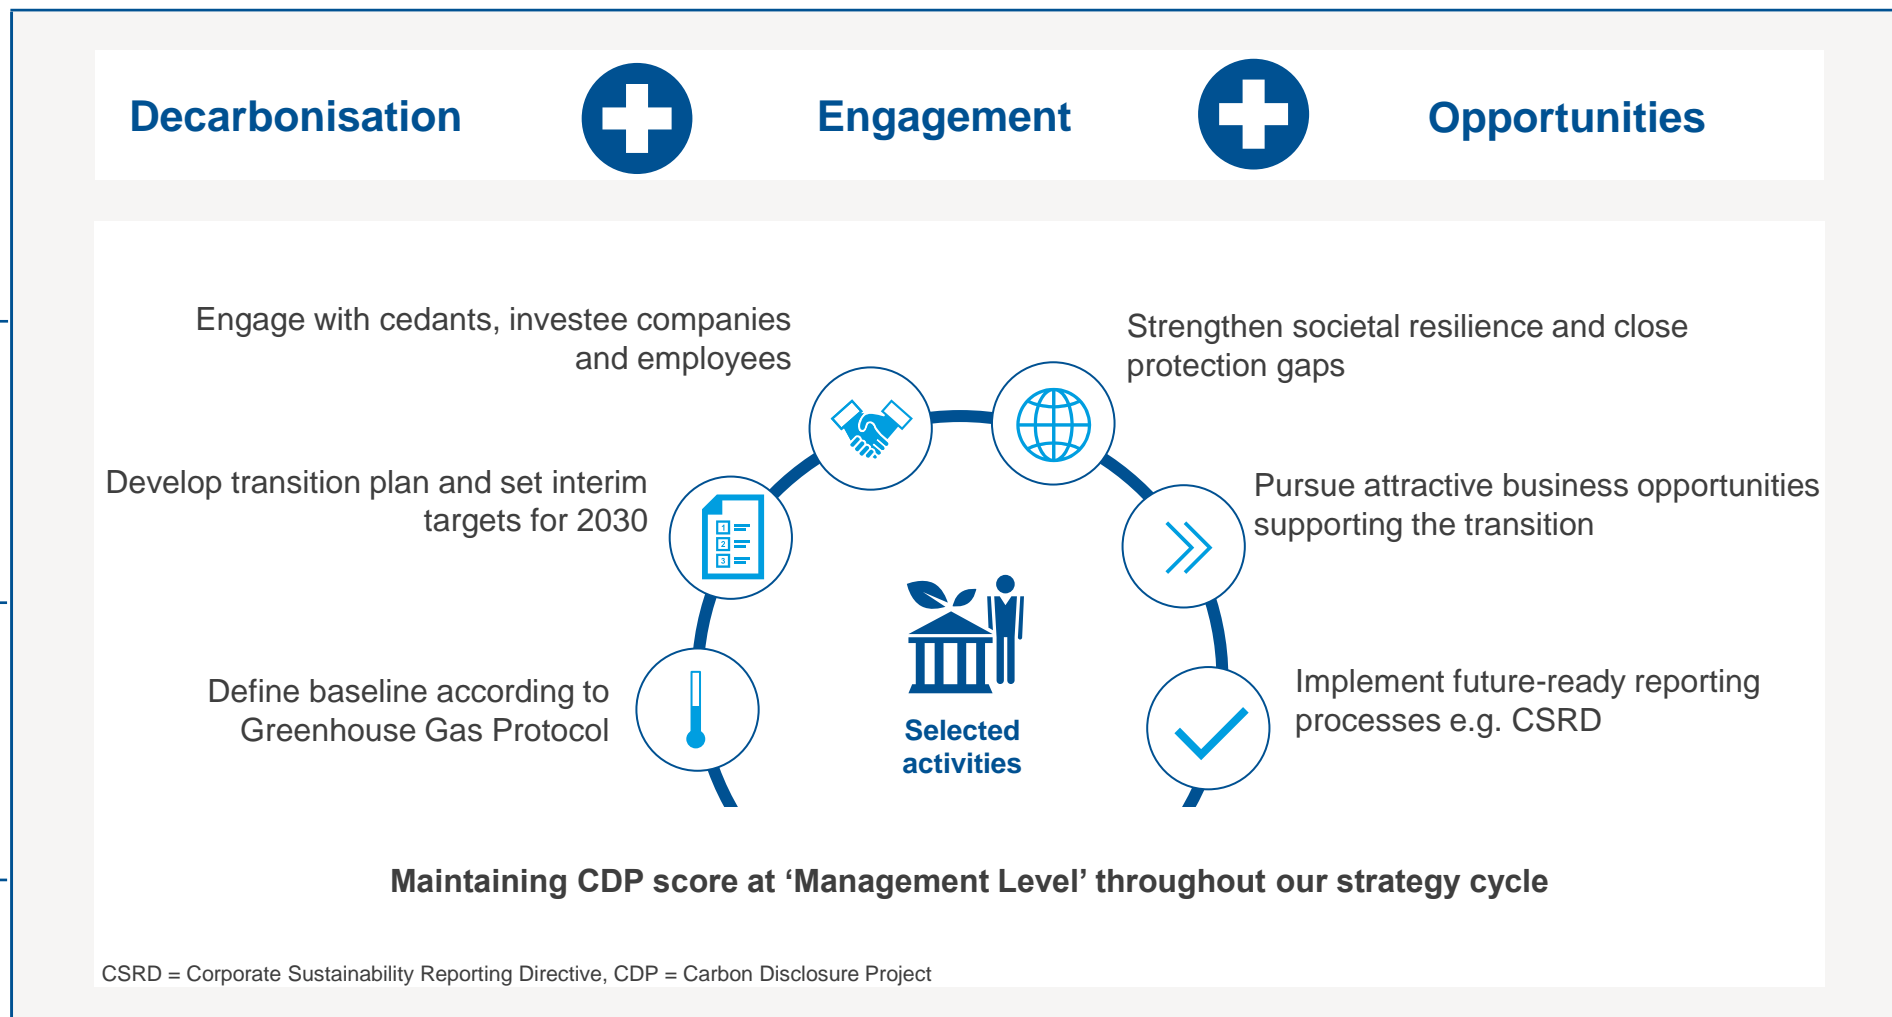 Decarbonisation
Engagement
Opportunities
Engage with cedants, investee companies
and employees
Strengthen societal resilience and close
protection gaps
Develop transition plan and set interim
targets for 2030
1
2
3
Pursue attractive business opportunities
supporting the transition
Define baseline according to
Greenhouse Gas Protocol
Selected
activities
Implement future-ready reporting
processes e.g. CSRD
Maintaining CDP score at ‘Management Level’ throughout our strategy cycle
CSRD = Corporate Sustainability Reporting Directive, CDP = Carbon Disclosure Project